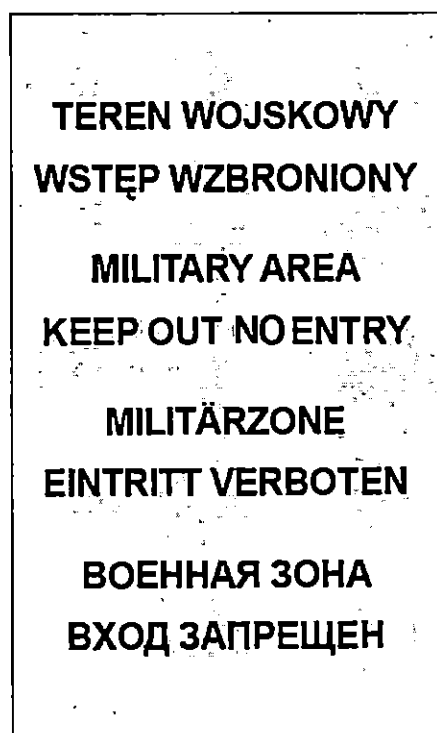 TEREN WOJSKOWY
WSTĘP WZBRONIONY
MILITARY AREA
KEEP OUT NO ENTRY
MILITÄRZONE
EINTRITT VERBOTEN
ВОЕННАЯ ЗОНА
ВХОД ЗАПРЕЩЕН